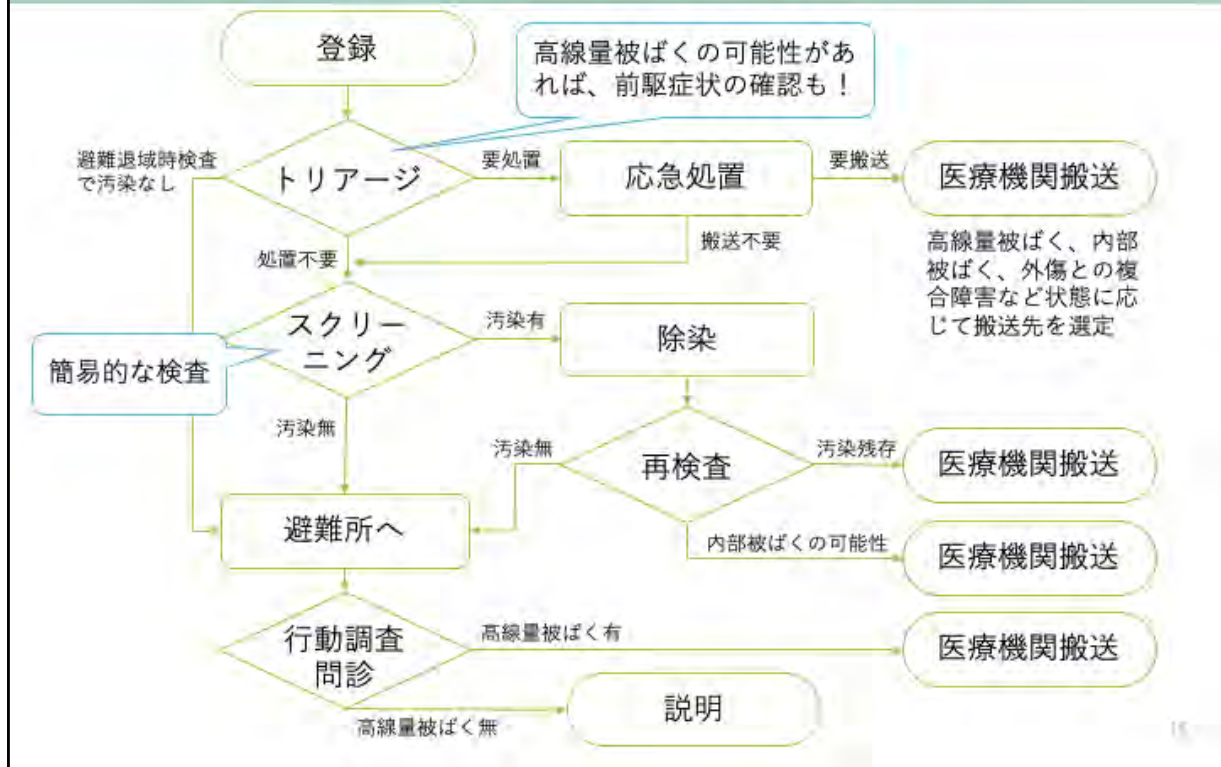 登録
高線量被ばくの可能性があ
れば、前駆症状の確認も！
避難退域時検査
で汚染なし
トリアージ
要処置
応急処置
要搬送
医療機関搬送
高線量被ばく、内部
被ばく、外傷との複
合障害など状態に応
じて搬送先を選定
処置不要
搬送不要
スクリー
ニング
汚染有
除染
簡易的な検査
汚染無
汚染無
再検査
汚染残存
医療機関搬送
避難所へ
内部被ばくの可能性
医療機関搬送
行動調査
問診
高線量被ばく有
医療機関搬送
高線量被ばく無
説明